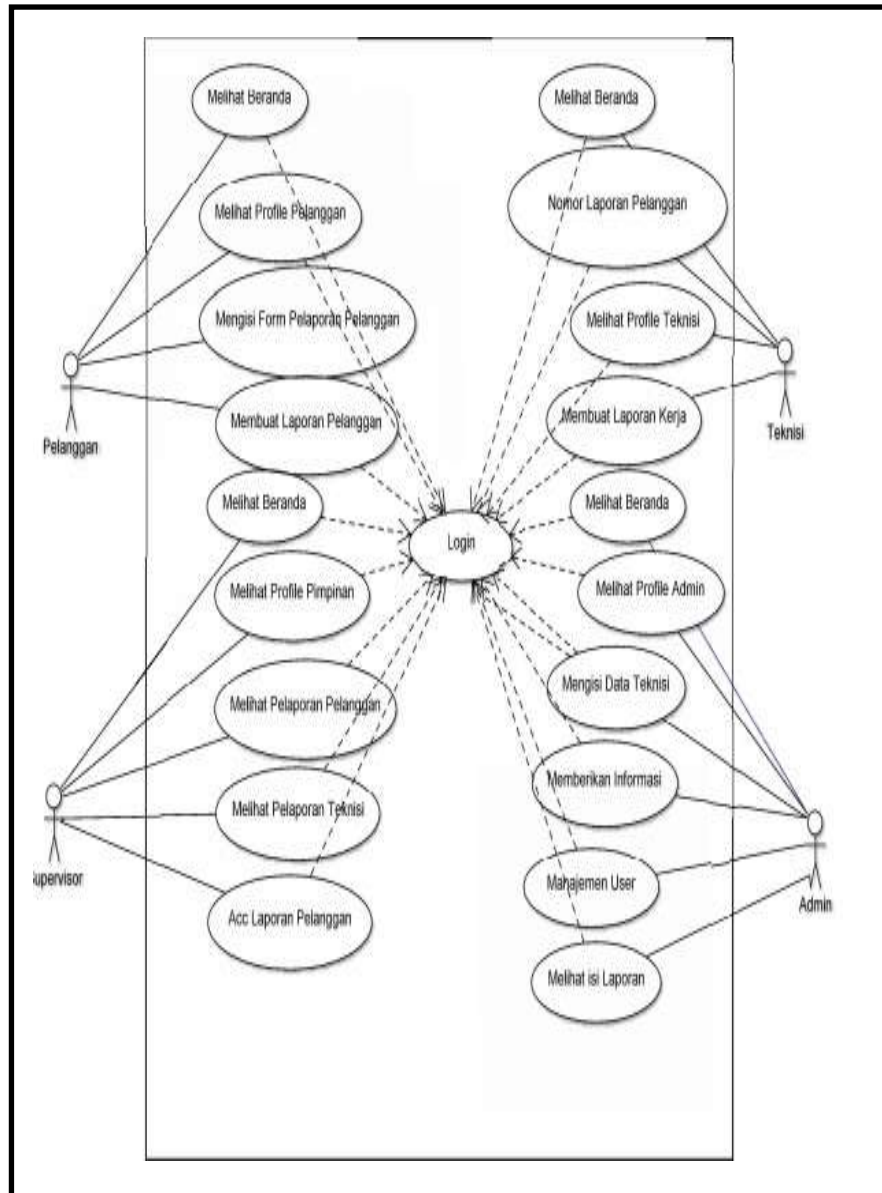 Melihat Beranda
Melihat Profile Pelanggan
Mengisi Form Pelaporan Pelanggan
Membuat Laporan Pelanggan
Pelanggan
Melihat Beranda
Melihat Profile Pimpinan
Melihat Pelaporan Pelanggan
Melihat Pelaporan Teknisi
Acc Laporan Pelanggan
upervisor
Login
Melihat Beranda
Nomor Laporan Pelanggan
Melihat Profile Teknisi
Membuat Laporan Kerja
Teknisi
Melihat Beranda
Melihat Profile Admin
Mengisi Data Teknisi
Memberikan Informasi
Manajemen User
Melihat isi Laporan
Admin